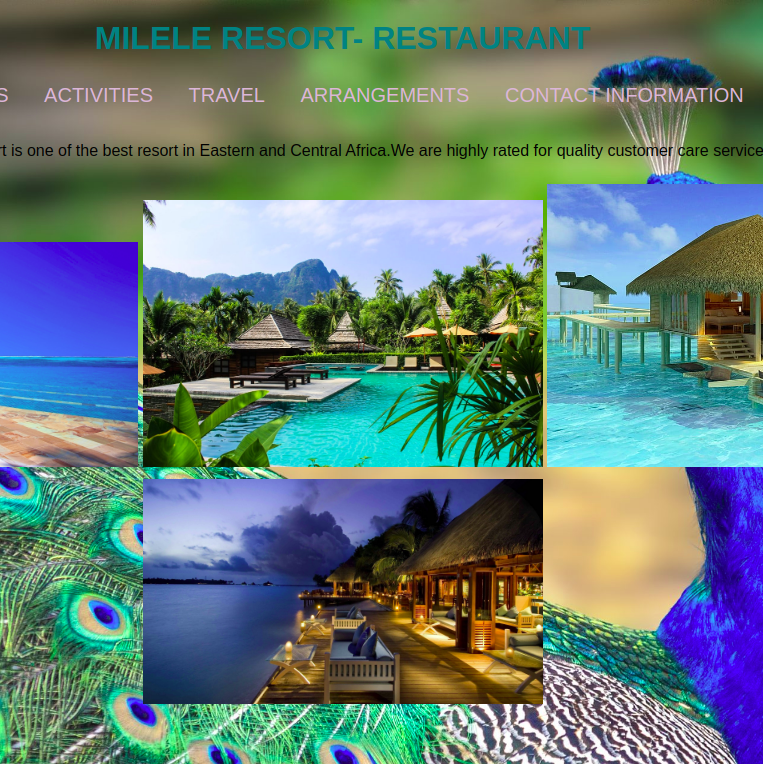 MILELE RESORT- RESTAURANT
ACTIVITIES TRAVEL ARRANGEMENTS CONTACT INFORMATION
is one of the best resort in Eastern and Central Africa.We are highly rated for quality customer care service